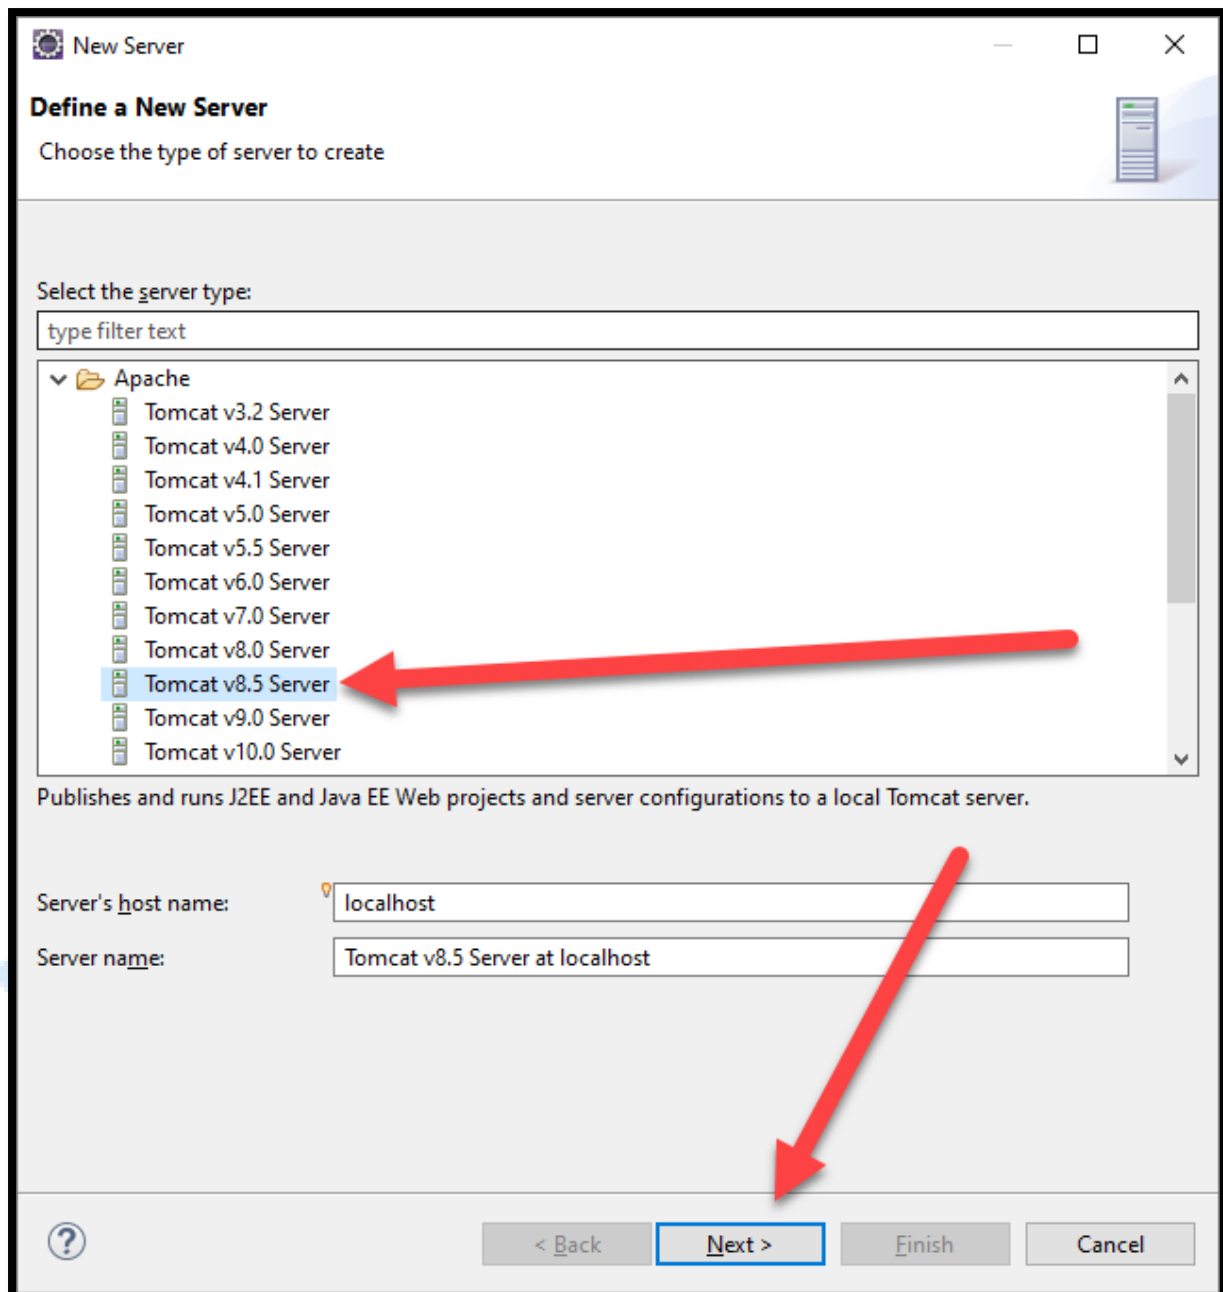 New Server
Define a New Server
Choose the type of server to create
Select the server type:
type filter text
Apache
Tomcat v3.2 Server
Tomcat v4.0 Server
Tomcat v4.1 Server
Tomcat v5.0 Server
Tomcat v5.5 Server
Tomcat v6.0 Server
Tomcat v7.0 Server
Tomcat v8.0 Server
Tomcat v8.5 Server
Tomcat v9.0 Server
Tomcat v10.0 Server
Publishes and runs J2EE and Java EE Web projects and server configurations to a local Tomcat server.
Server's host name: localhost
Server name: Tomcat v8.5 Server at localhost
? < Back Next > Finish Cancel